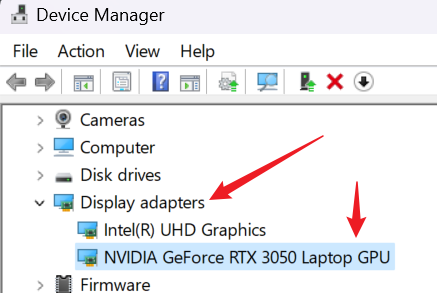 Device Manager
File Action View Help
Cameras
Computer
Disk drives
Display adapters
Intel(R) UHD Graphics
NVIDIA GeForce RTX 3050 Laptop GPU
Firmware